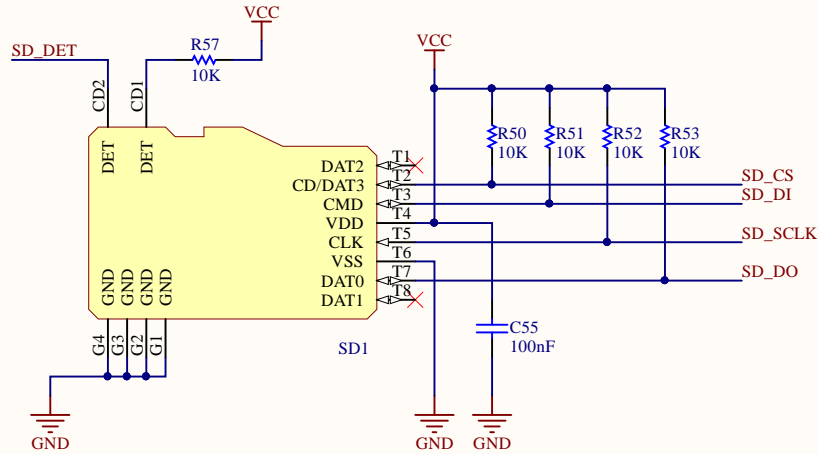 VCC
R57
10K
SD_DET
CD2
CD1
DET
DET
VCC
R50
10K
R51
10K
R52
10K
R53
10K
DAT2
T1
CD/DAT3
T2
SD_CS
CMD
T3
SD_DI
VDD
T4
CLK
T5
SD_SCLK
VSS
T6
DAT0
T7
SD_DO
DAT1
T8
GND
GND
GND
GND
G4
G3
G2
G1
SD1
C55
100nF
GND
GND
GND